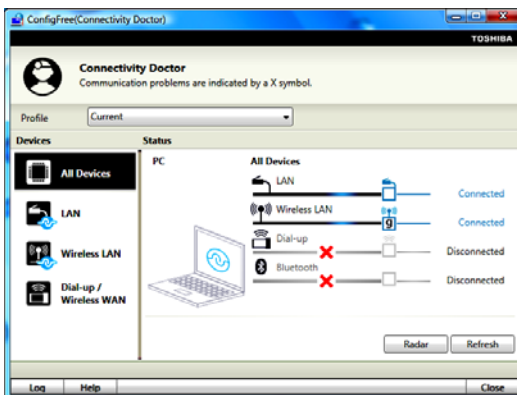 ConfigFree(Connectivity Doctor)
TOSHIBA
Connectivity Doctor
Communication problems are indicated by a X symbol.
Profile
Current
Devices
Status
All Devices
LAN
Wireless LAN
Dial-up /
Wireless WAN
PC
All Devices
LAN
Connected
Wireless LAN
g
Connected
Dial-up
Disconnected
Bluetooth
Disconnected
Radar
Refresh
Log
Help
Close